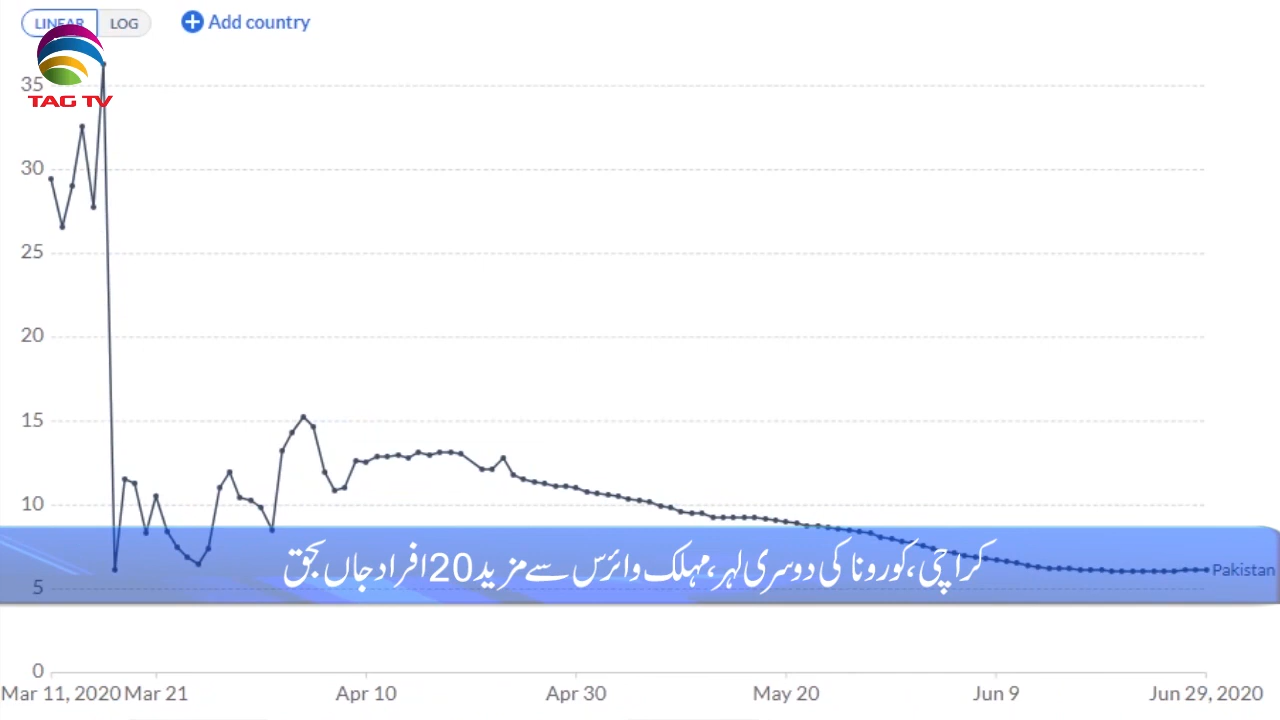 LINEAR LOG Add country
TAG TV
35
30
25
20
15
10
5
0
Pakistan
کراچی، کورونا کی دوسری لہر، مہلک وائرس سے مزید 20 افراد جاں بحق
Mar 11, 2020 Mar 21 Apr 10 Apr 30 May 20 Jun 9 Jun 29, 2020